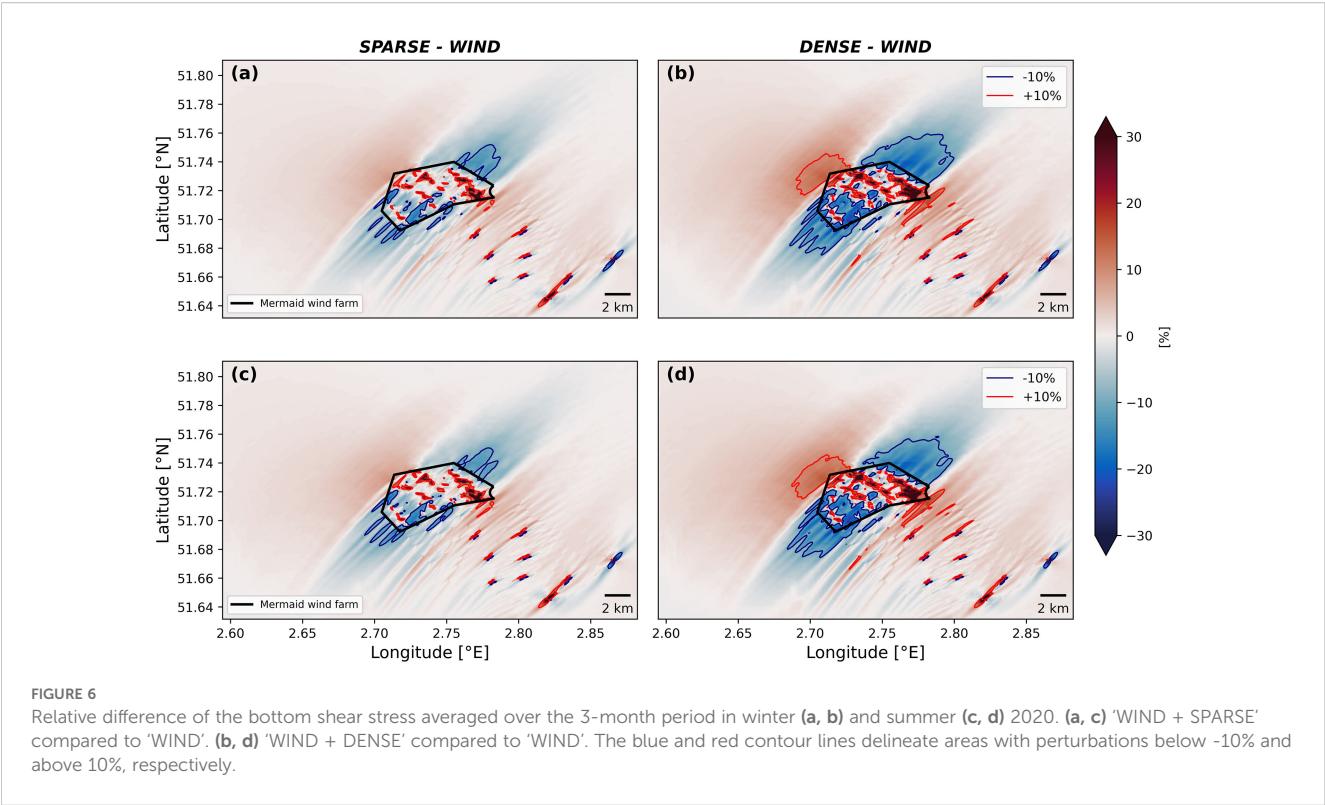 SPARSE - WIND
DENSE - WIND
(a)
51.80
51.78
51.76
51.74
51.72
51.70
51.68
51.66
51.64
Latitude [°N]
Mermaid wind farm
2 km
(b)
-10%
+10%
2 km
30
20
10
0
−10
−20
−30
[%]
(c)
51.80
51.78
51.76
51.74
51.72
51.70
51.68
51.66
51.64
Latitude [°N]
Mermaid wind farm
2 km
2.60 2.65 2.70 2.75 2.80 2.85
Longitude [°E]
(d)
-10%
+10%
2 km
2.60 2.65 2.70 2.75 2.80 2.85
Longitude [°E]
FIGURE 6
Relative difference of the bottom shear stress averaged over the 3-month period in winter (a, b) and summer (c, d) 2020. (a, c) ‘WIND + SPARSE’
compared to ‘WIND’. (b, d) ‘WIND + DENSE’ compared to ‘WIND’. The blue and red contour lines delineate areas with perturbations below -10% and
above 10%, respectively.